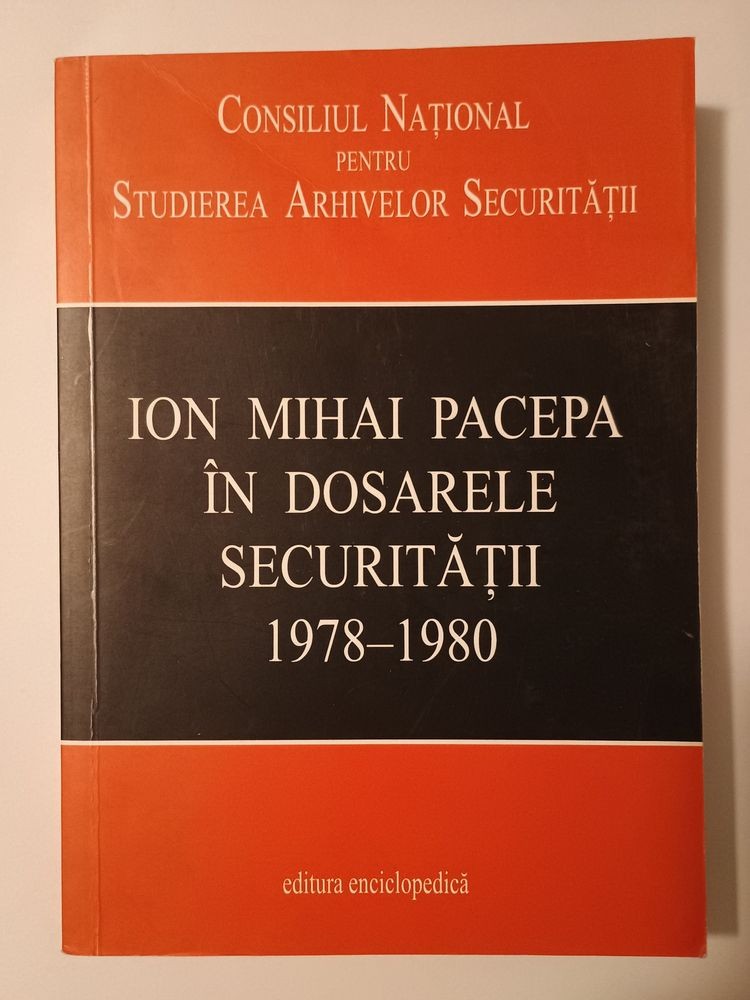 CONSILIUL NAȚIONAL
PENTRU
STUDIEREA ARHIVELOR SECURITĂȚII
ION MIHAI PACEPA
ÎN DOSARELE
SECURITĂȚII
1978–1980
editura enciclopedică